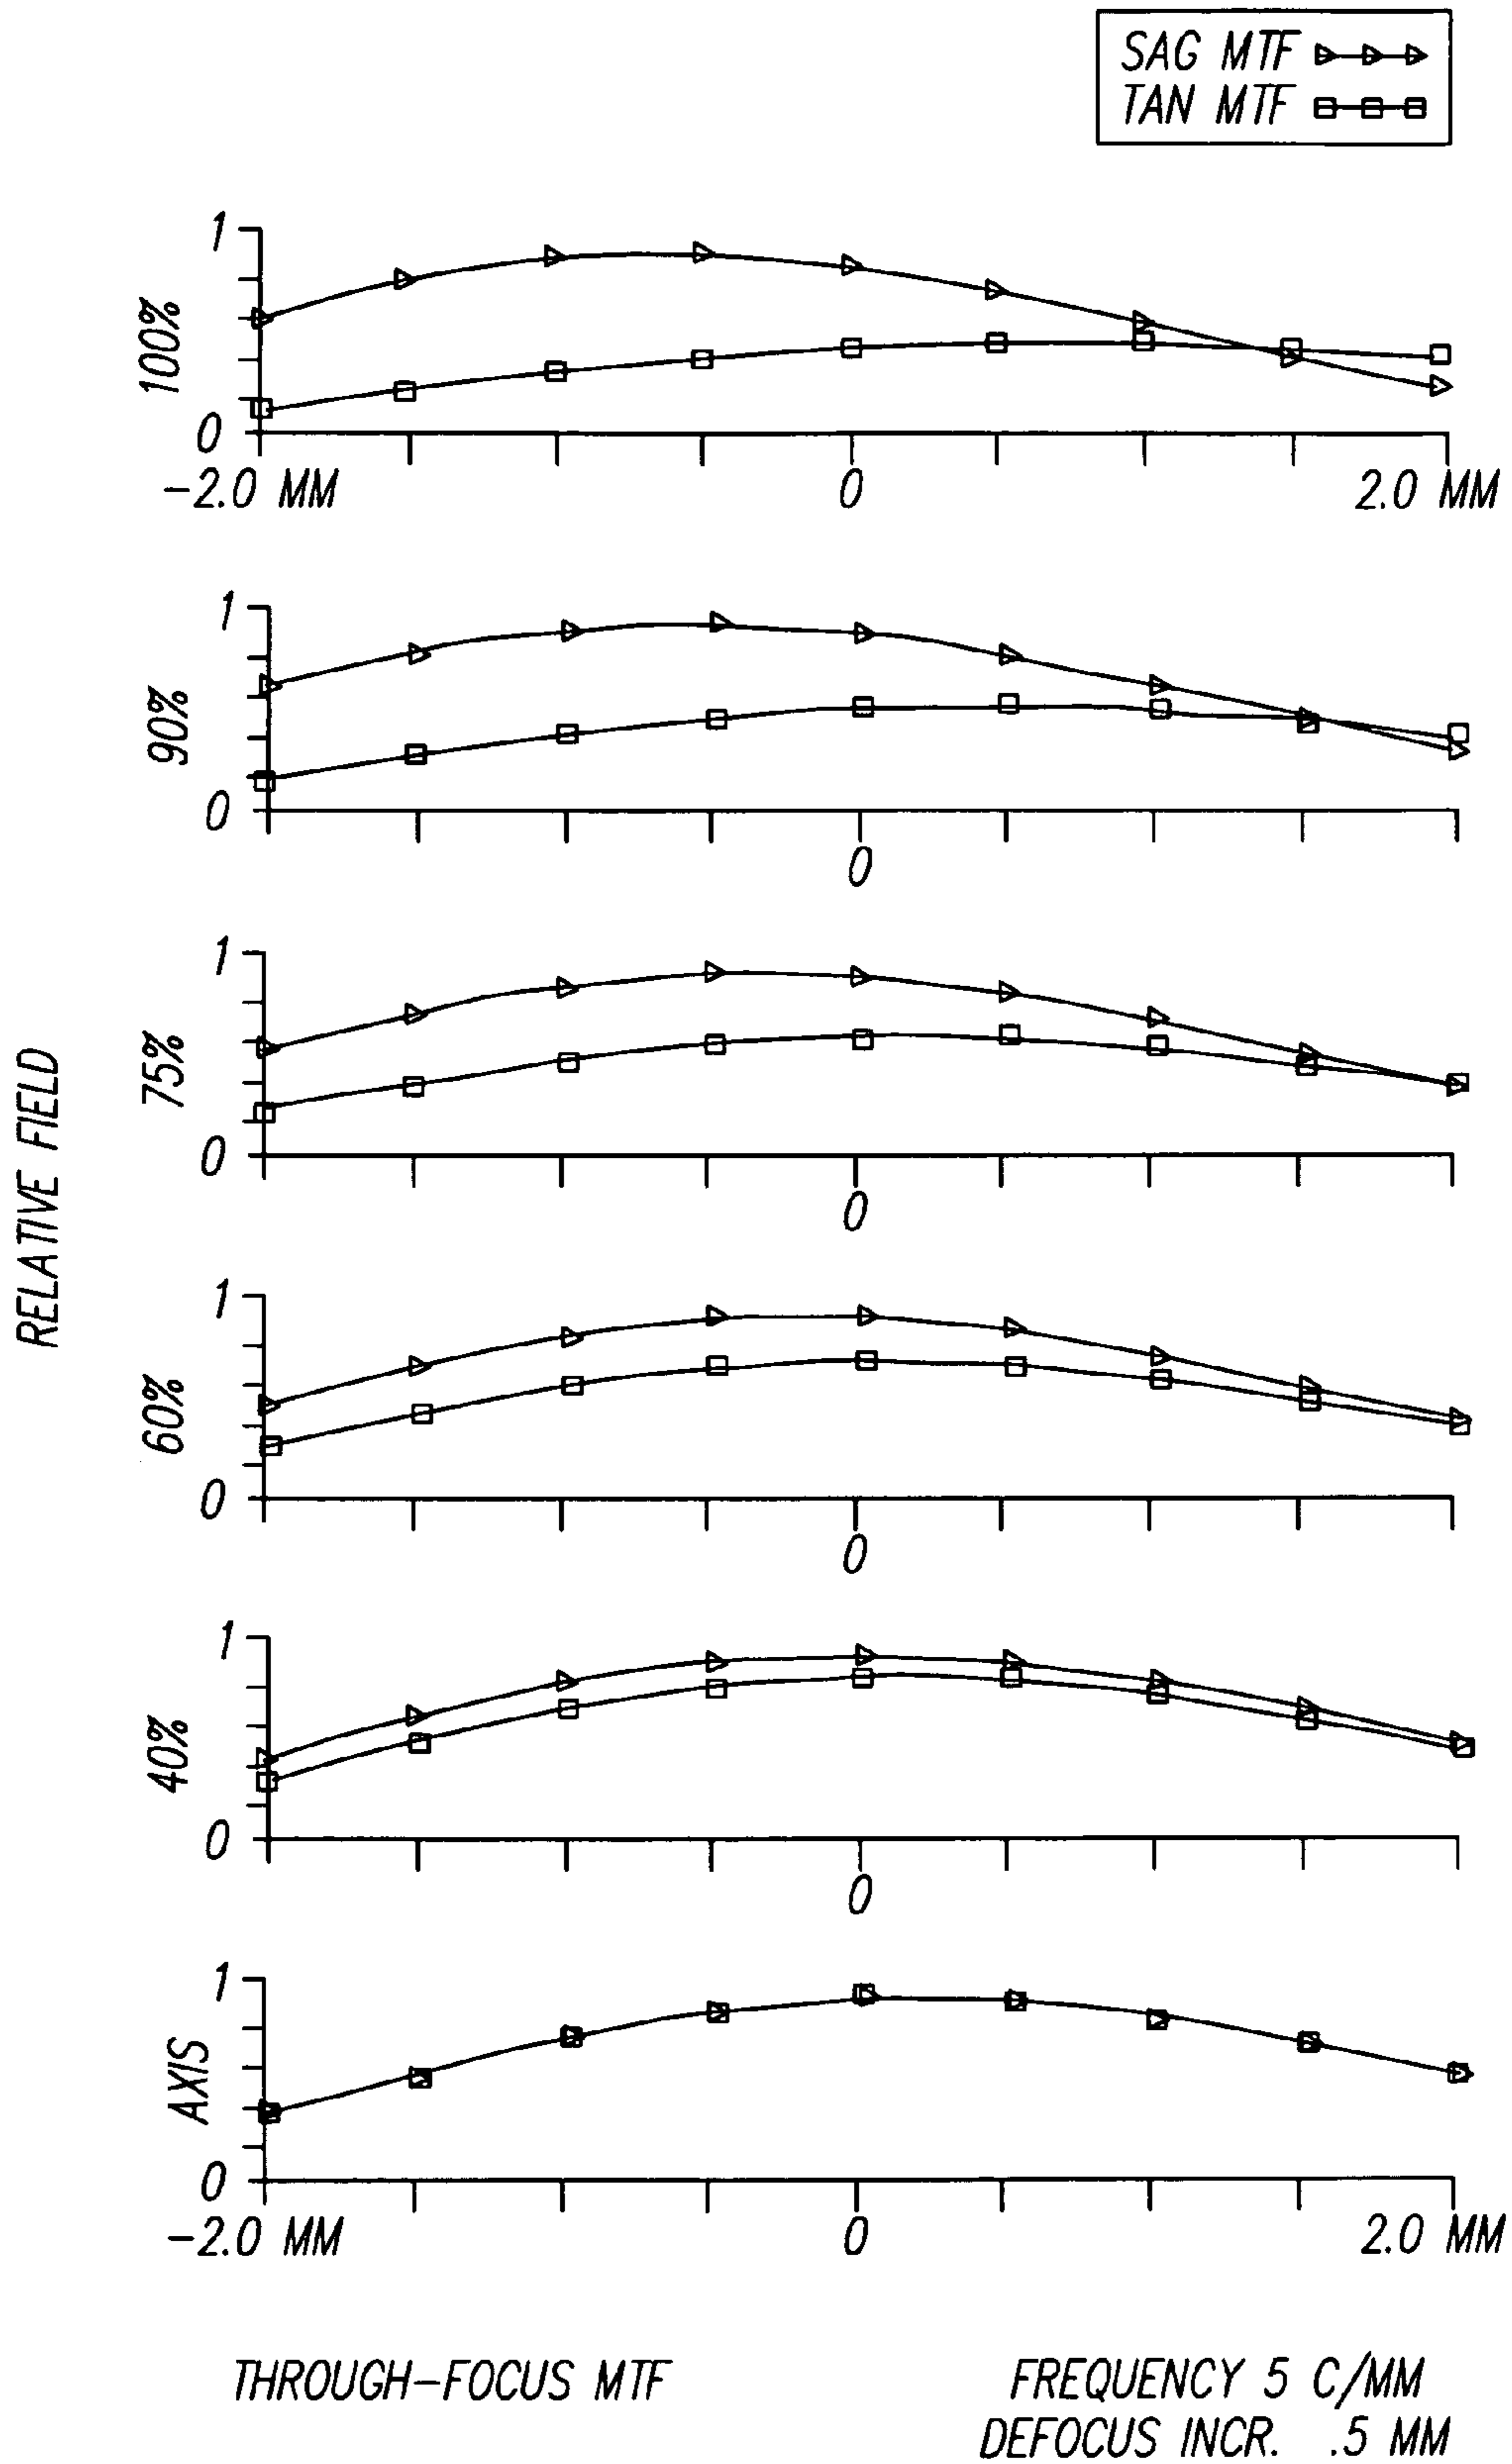 SAG MTF
TAN MTF
RELATIVE FIELD
100%
1
0
-2.0 MM
0
2.0 MM
90%
1
0
0
75%
1
0
0
60%
1
0
0
40%
1
0
0
AXIS
1
0
-2.0 MM
0
2.0 MM
THROUGH-FOCUS MTF
FREQUENCY 5 C/MM
DEFOCUS INCR. .5 MM